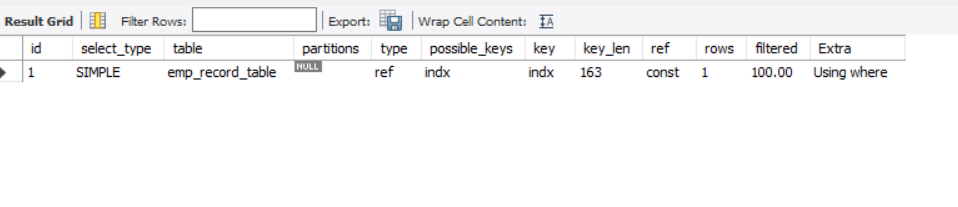 Result Grid Filter Rows: Export: Wrap Cell Content: IA
id select_type table partitions type possible_keys key key_len ref rows filtered Extra
1 SIMPLE emp_record_table NULL ref indx indx 163 const 1 100.00 Using where